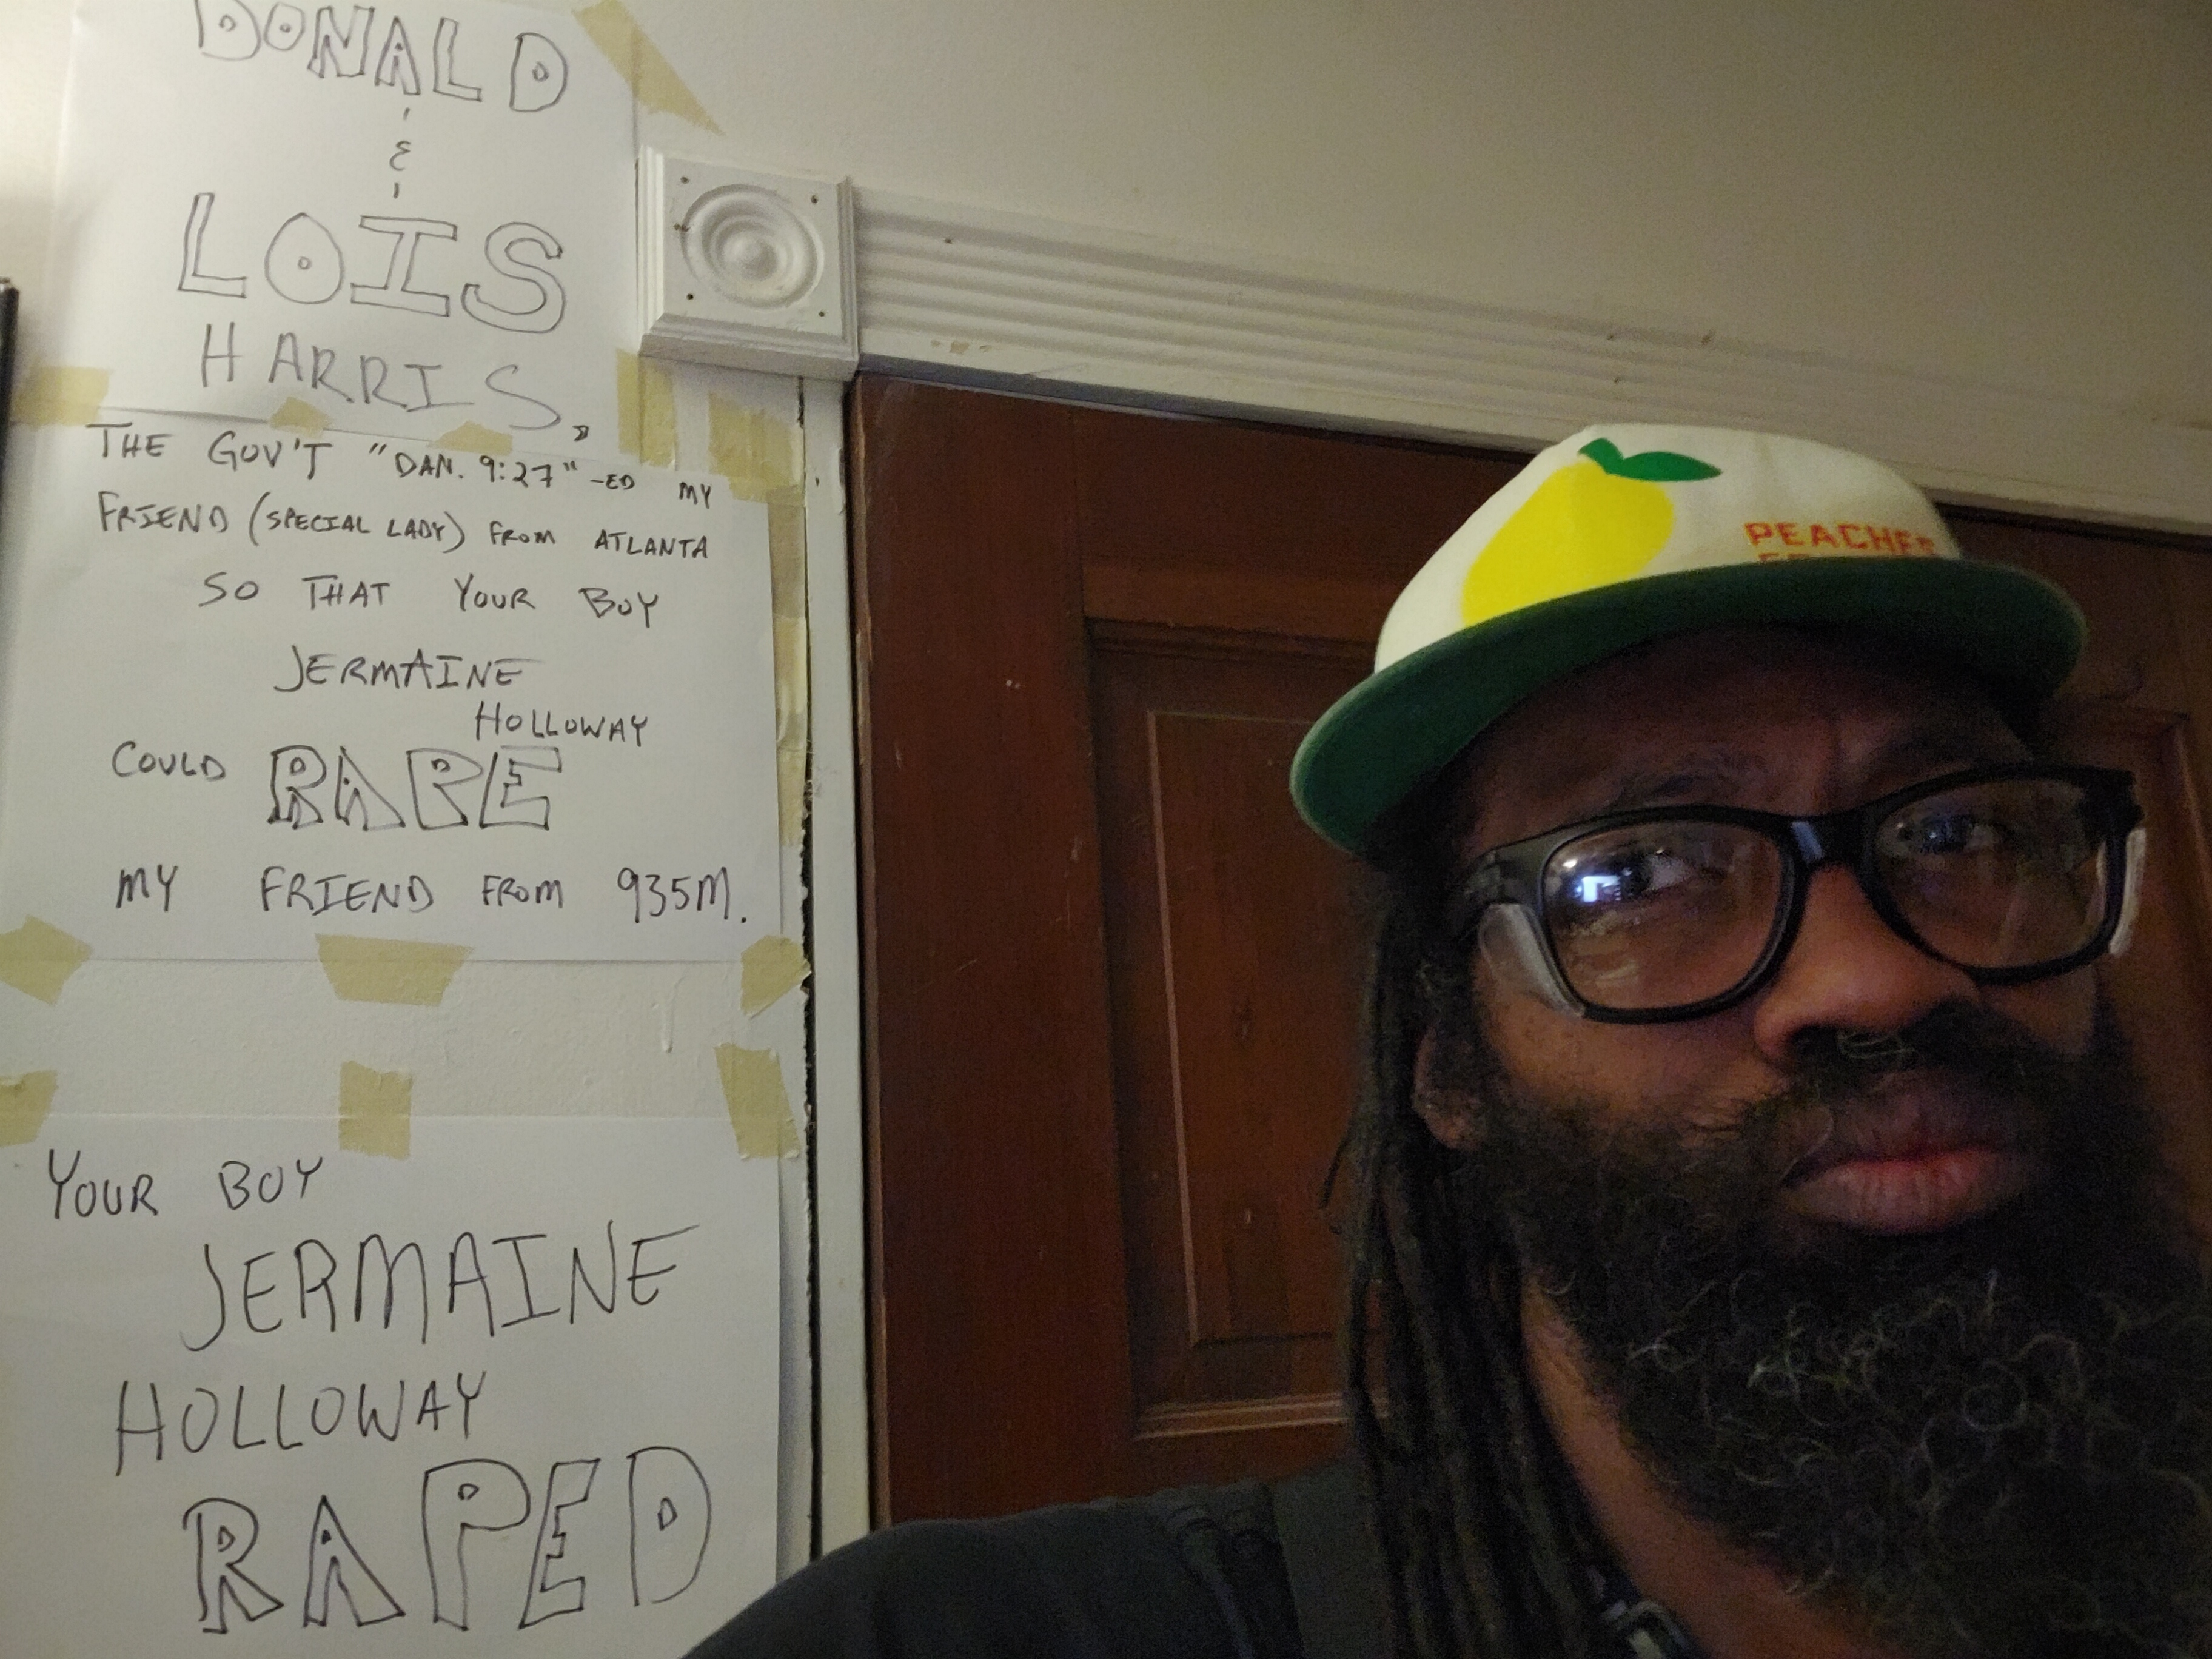 DONALD
&
LOIS
HARRIS.
THE GOV'T "DAN. 9:27" -ED MY
FRIEND (SPECIAL LADY) FROM ATLANTA
SO THAT YOUR BOY
JERMAINE
HOLLOWAY
COULD RAPE
MY FRIEND FROM 935M.
YOUR BOY
JERMAINE
HOLLOWAY
RAPED